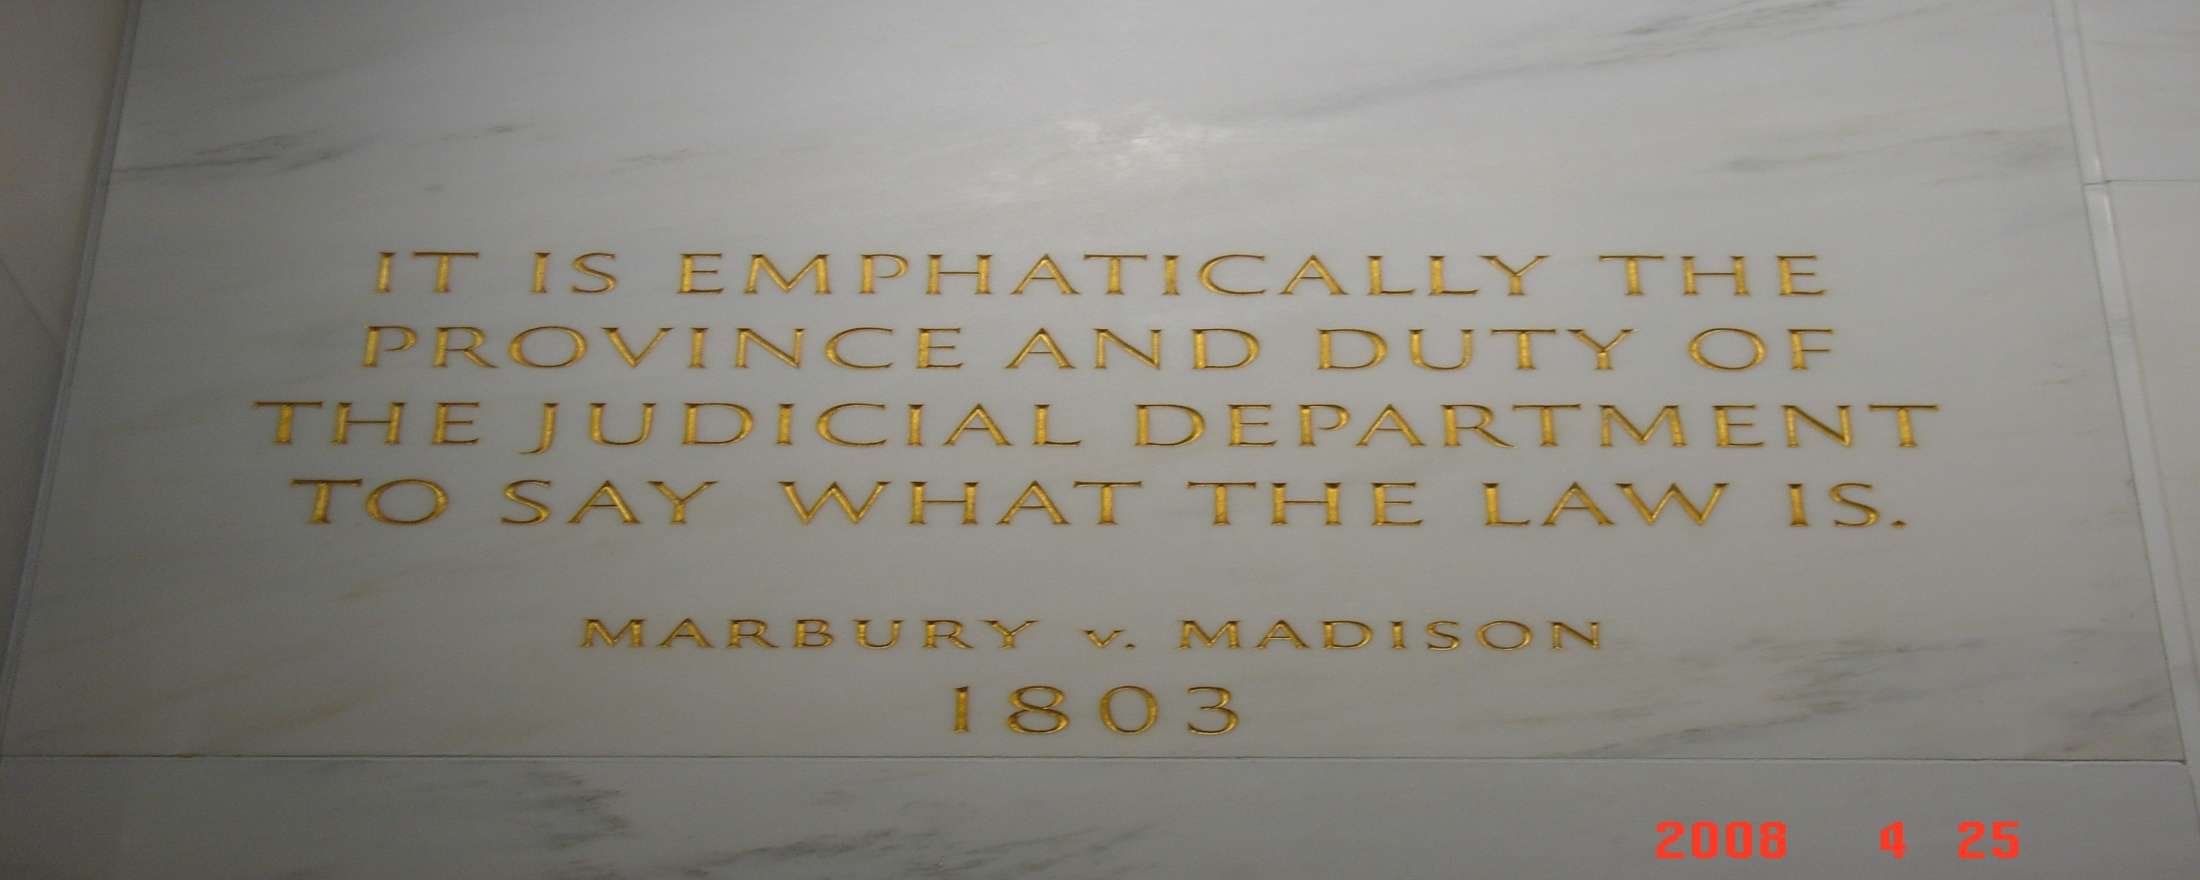 IT IS EMPHATICALLY THE
PROVINCE AND DUTY OF
THE JUDICIAL DEPARTMENT
TO SAY WHAT THE LAW IS.
MARBURY v. MADISON
1803
2008 4 25